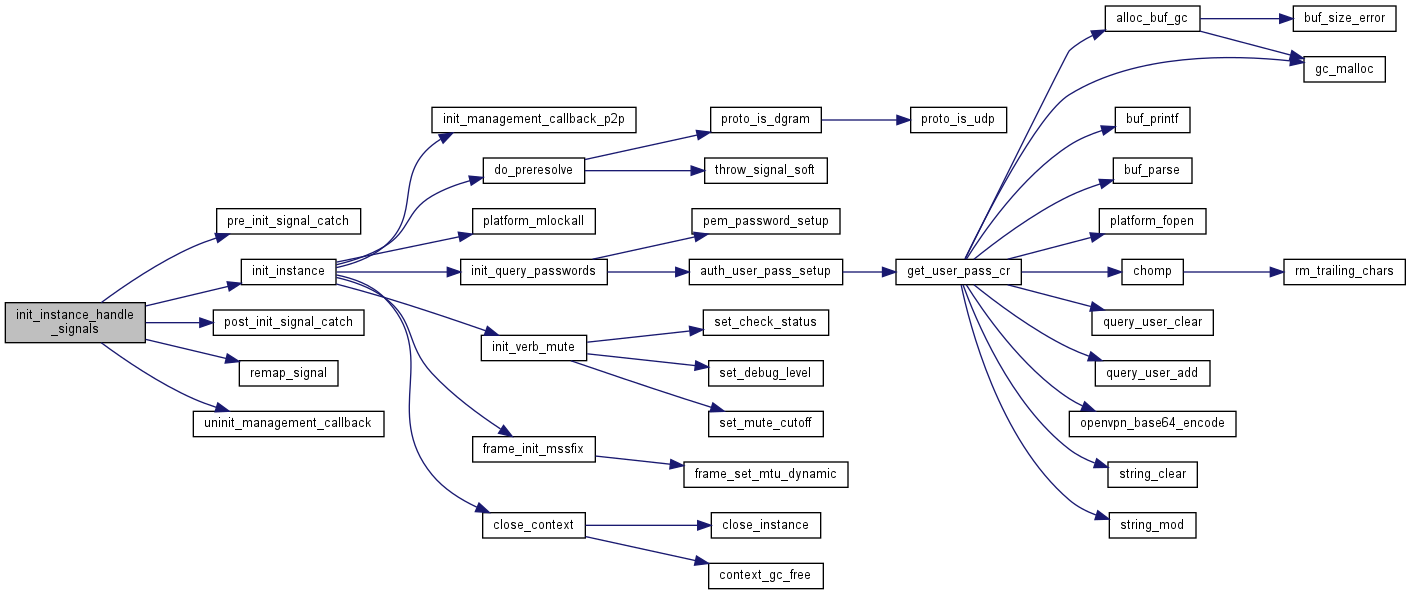 alloc_buf_gc
buf_size_error
gc_malloc
init_management_callback_p2p
proto_is_dgram
proto_is_udp
buf_printf
do_preresolve
throw_signal_soft
buf_parse
pre_init_signal_catch
platform_mlockall
pem_password_setup
platform_fopen
init_instance
init_query_passwords
auth_user_pass_setup
get_user_pass_cr
chomp
rm_trailing_chars
init_instance_handle
_signals
post_init_signal_catch
set_check_status
query_user_clear
init_verb_mute
remap_signal
set_debug_level
query_user_add
uninit_management_callback
set_mute_cutoff
openvpn_base64_encode
frame_init_mssfix
frame_set_mtu_dynamic
string_clear
close_context
close_instance
string_mod
context_gc_free